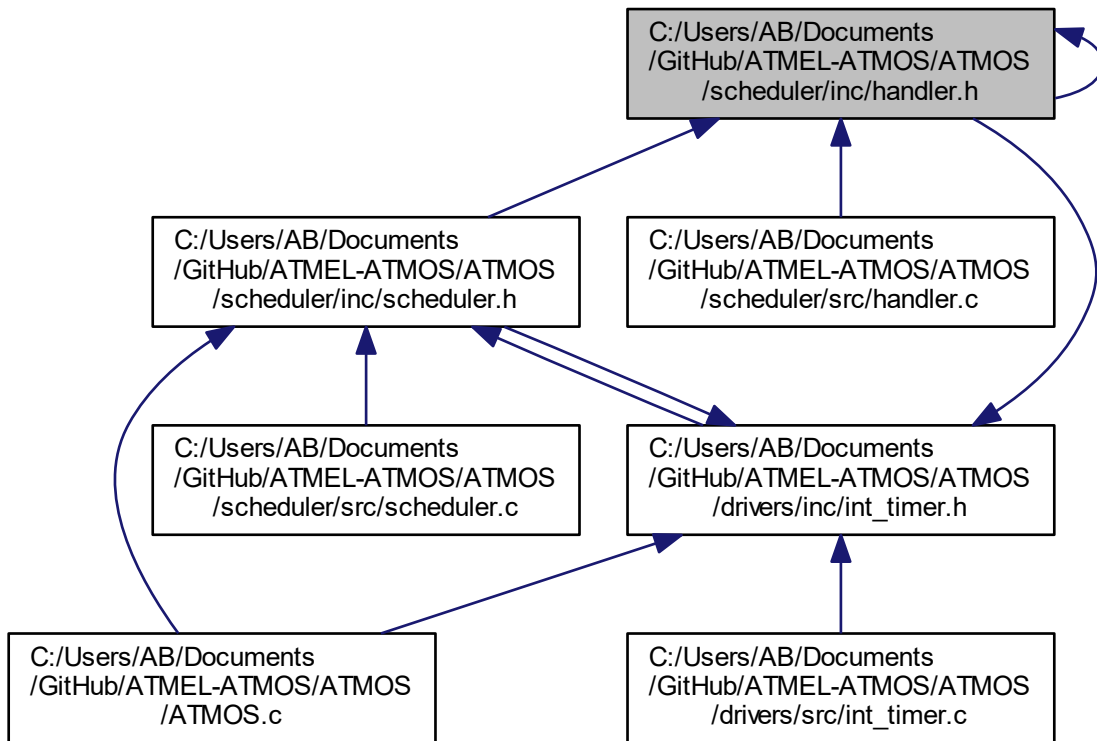 C:/Users/AB/Documents
/GitHub/ATMEL-ATMOS/ATMOS
/scheduler/inc/handler.h
C:/Users/AB/Documents
/GitHub/ATMEL-ATMOS/ATMOS
/scheduler/inc/scheduler.h
C:/Users/AB/Documents
/GitHub/ATMEL-ATMOS/ATMOS
/scheduler/src/handler.c
C:/Users/AB/Documents
/GitHub/ATMEL-ATMOS/ATMOS
/scheduler/src/scheduler.c
C:/Users/AB/Documents
/GitHub/ATMEL-ATMOS/ATMOS
/drivers/inc/int_timer.h
C:/Users/AB/Documents
/GitHub/ATMEL-ATMOS/ATMOS
/ATMOS.c
C:/Users/AB/Documents
/GitHub/ATMEL-ATMOS/ATMOS
/drivers/src/int_timer.c